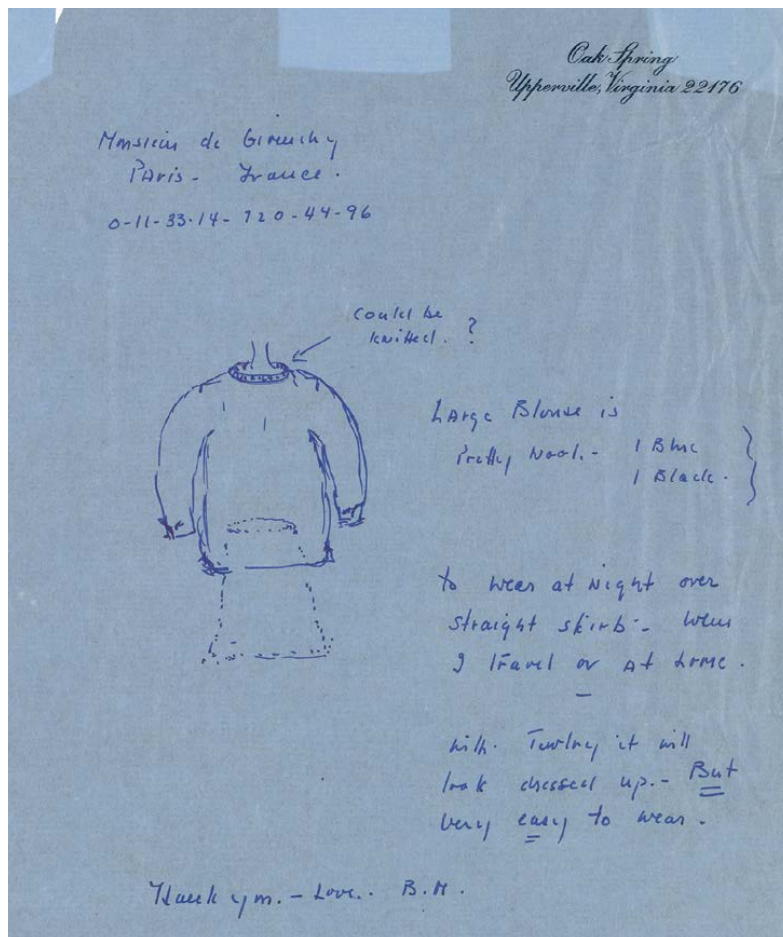 Oak Spring
Upperville, Virginia 22176
Monsieur de Givenchy
Paris - France.
0-11-33-14-720-44-96
could be
knitted. ?
Large Blouse is
Pretty Wool. - 1 Blue
1 Black.
to wear at Night over
straight skirt - when
I travel or at home.
with Jewlry it will
look dressed up. - But
very easy to wear.
Thank you. - Love. B.M.